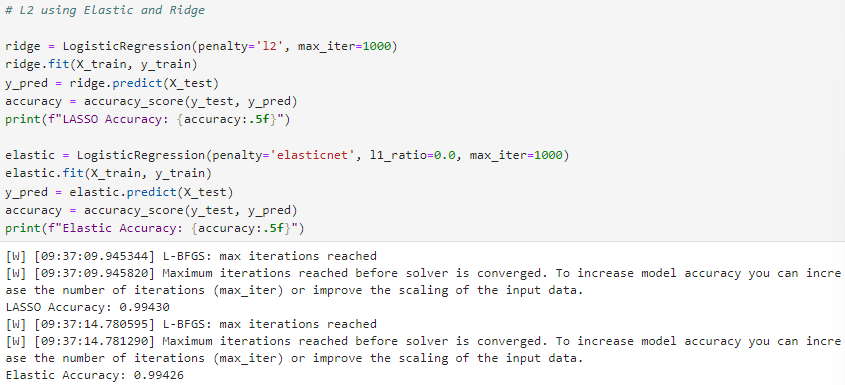 # L2 using Elastic and Ridge
ridge = LogisticRegression(penalty='l2', max_iter=1000)
ridge.fit(X_train, y_train)
y_pred = ridge.predict(X_test)
accuracy = accuracy_score(y_test, y_pred)
print(f"LASSO Accuracy: {accuracy:.5f}")
elastic = LogisticRegression(penalty='elasticnet', l1_ratio=0.0, max_iter=1000)
elastic.fit(X_train, y_train)
y_pred = elastic.predict(X_test)
accuracy = accuracy_score(y_test, y_pred)
print(f"Elastic Accuracy: {accuracy:.5f}")
[W] [09:37:09.945344] L-BFGS: max iterations reached
[W] [09:37:09.945820] Maximum iterations reached before solver is converged. To increase model accuracy you can incre
ase the number of iterations (max_iter) or improve the scaling of the input data.
LASSO Accuracy: 0.99430
[W] [09:37:14.780595] L-BFGS: max iterations reached
[W] [09:37:14.781290] Maximum iterations reached before solver is converged. To increase model accuracy you can incre
ase the number of iterations (max_iter) or improve the scaling of the input data.
Elastic Accuracy: 0.99426